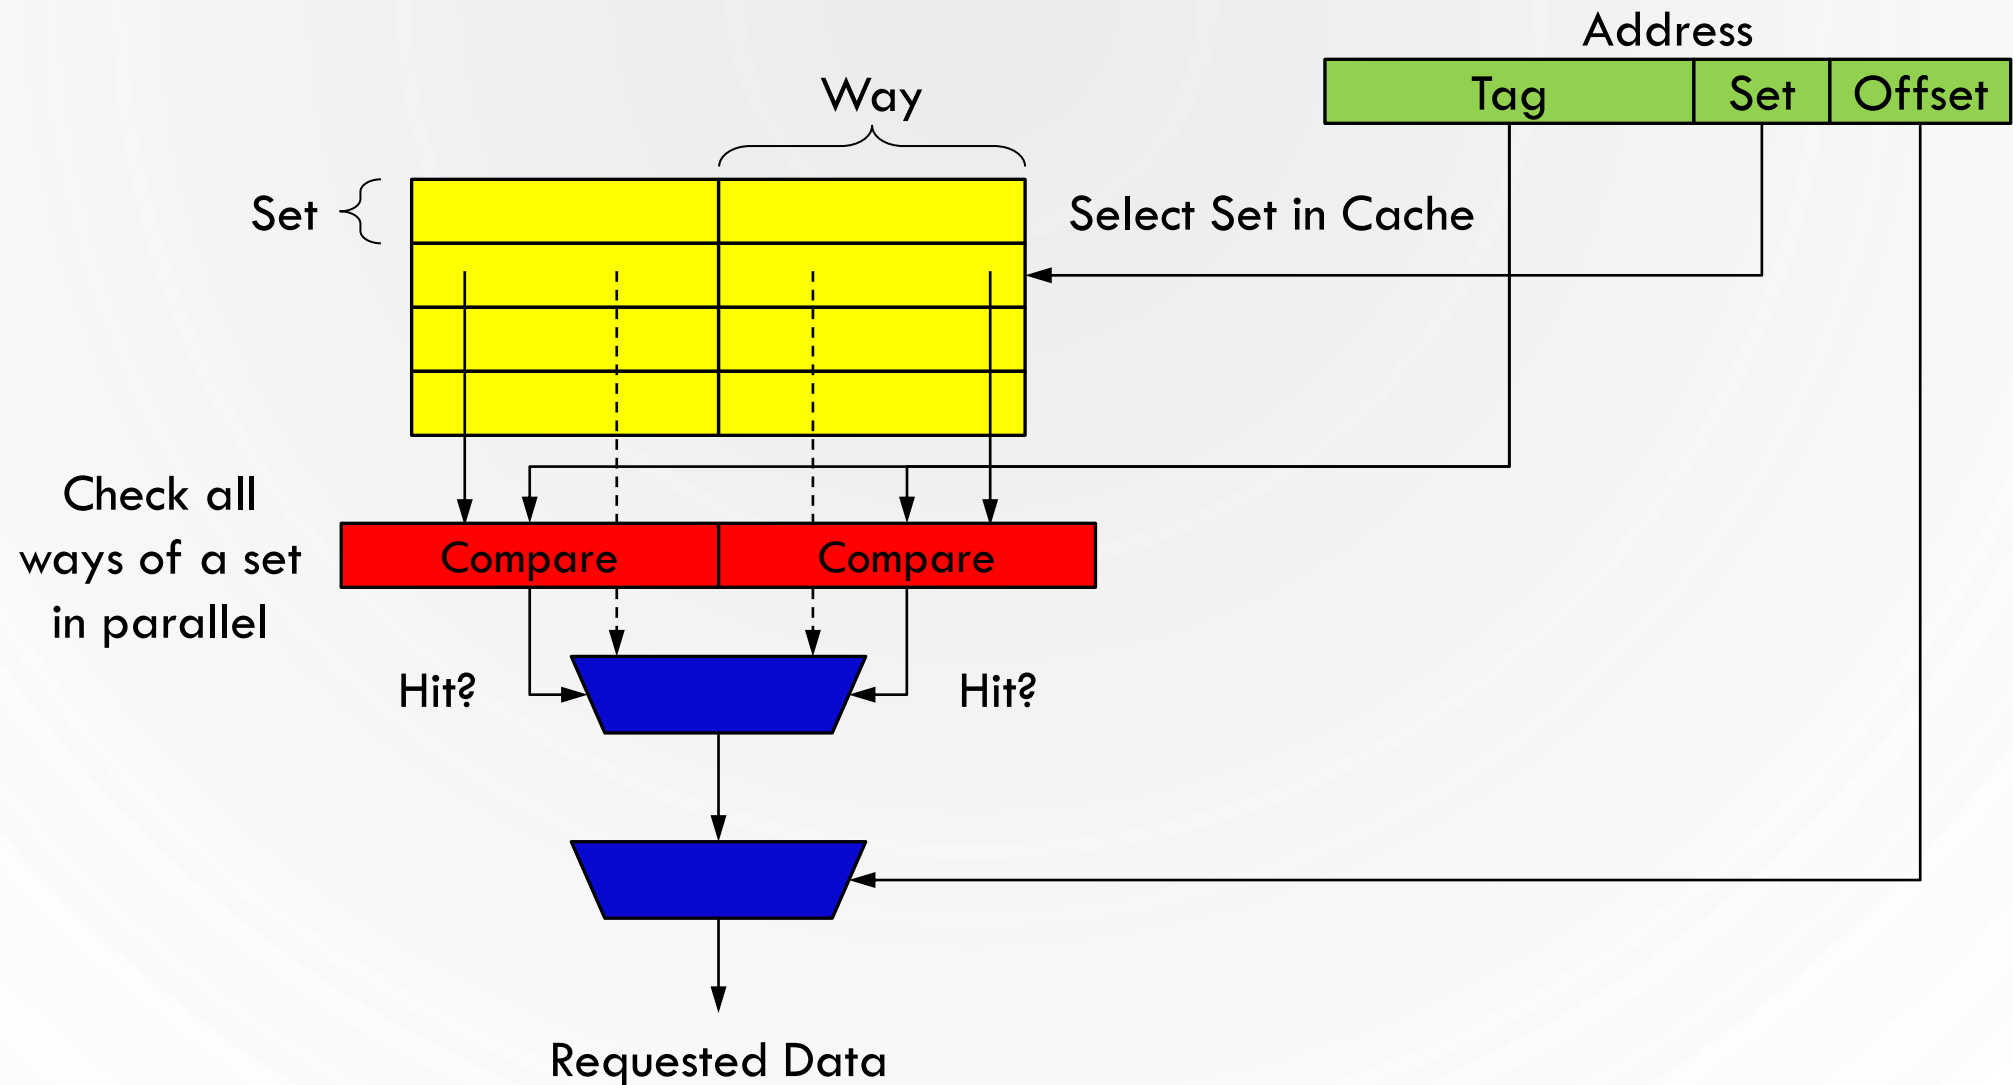 Address
Tag Set Offset
Way
Set
Select Set in Cache
Check all
ways of a set
in parallel
Compare Compare
Hit? Hit?
Requested Data